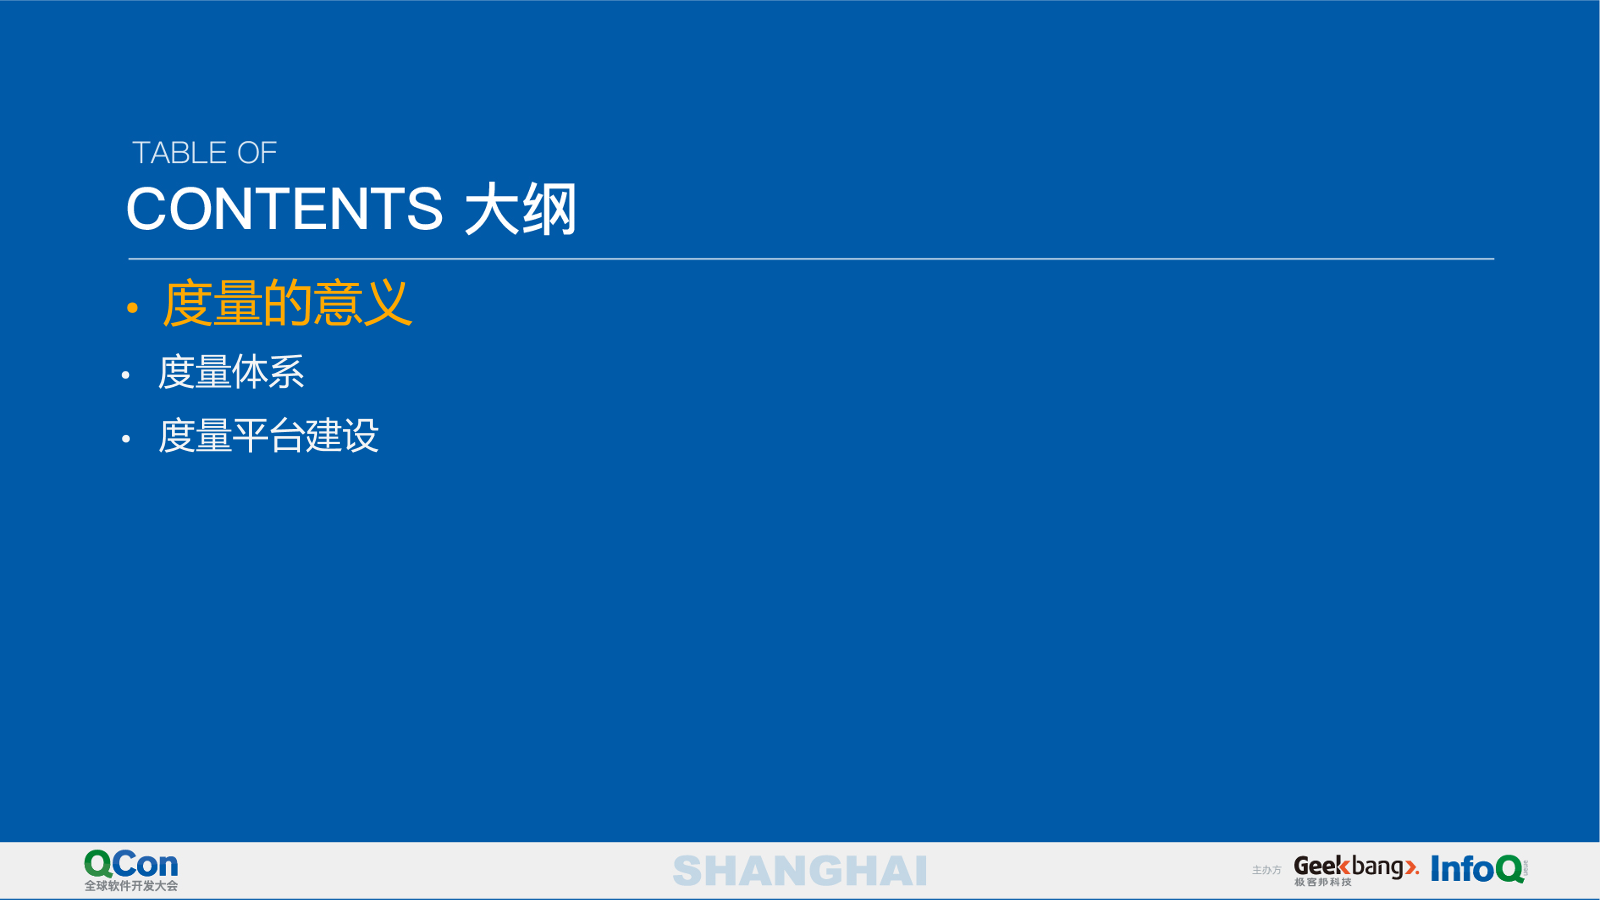 TABLE OF
CONTENTS 大纲
• 度量的意义
• 度量体系
• 度量平台建设
QCon
全球软件开发大会
SHANGHAI
主办方
Geekbang
极客邦科技
InfoQ